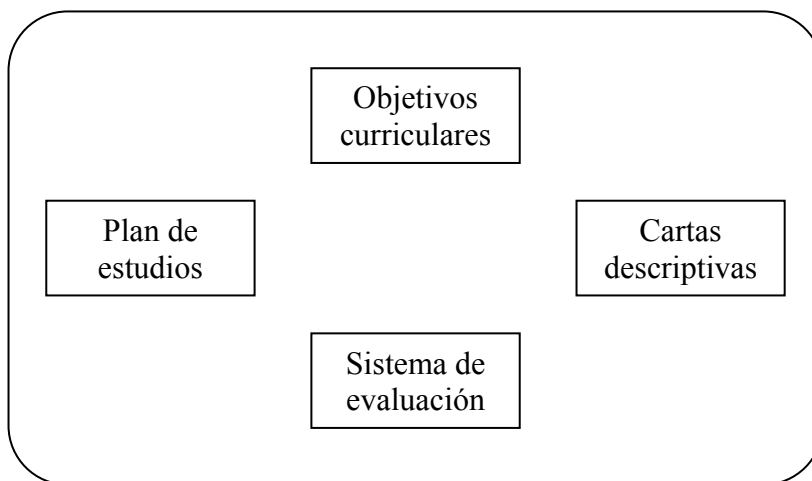 Objetivos
curriculares
Plan de
estudios
Cartas
descriptivas
Sistema de
evaluación